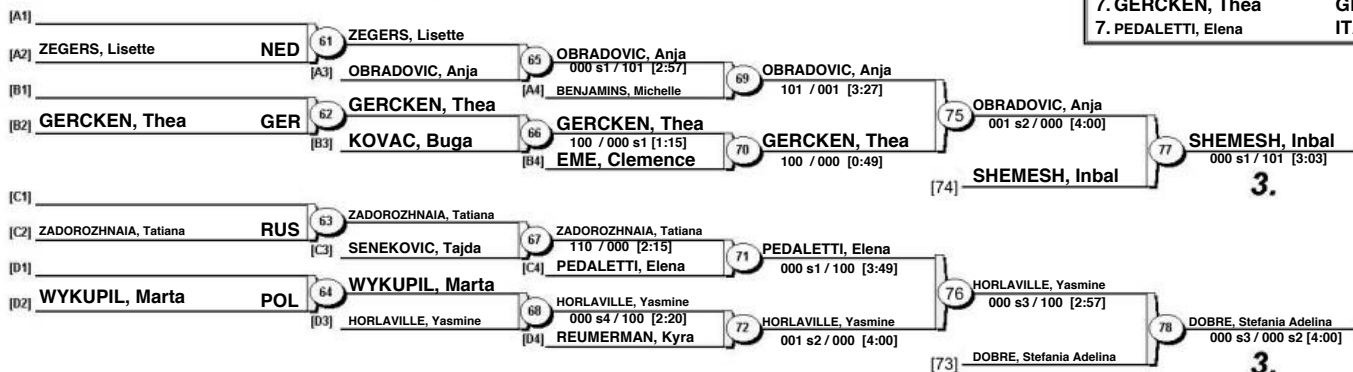 7. GERCKEN, Thea
7. PEDALETTI, Elena
[A1]
[A2] ZEGERS, Lisette NED
61
ZEGERS, Lisette
[A3] OBRADOVIC, Anja
65
OBRADOVIC, Anja
000 s1 / 101 [2:57]
[A4] BENJAMINS, Michelle
69
OBRADOVIC, Anja
101 / 001 [3:27]
[B1]
[B2] GERCKEN, Thea GER
62
GERCKEN, Thea
[B3] KOVAC, Buga
66
GERCKEN, Thea
100 / 000 s1 [1:15]
[B4] EME, Clemence
70
GERCKEN, Thea
100 / 000 [0:49]
75
OBRADOVIC, Anja
001 s2 / 000 [4:00]
[74] SHEMESH, Inbal
77
SHEMESH, Inbal
000 s1 / 101 [3:03]
3.
[C1]
[C2] ZADOROZHNAIA, Tatiana RUS
63
ZADOROZHNAIA, Tatiana
[C3] SENEKOVIC, Tajda
67
ZADOROZHNAIA, Tatiana
110 / 000 [2:15]
[C4] PEDALETTI, Elena
71
PEDALETTI, Elena
000 s1 / 100 [3:49]
[D1]
[D2] WYKUPIL, Marta POL
64
WYKUPIL, Marta
[D3] HORLAVILLE, Yasmine
68
HORLAVILLE, Yasmine
000 s4 / 100 [2:20]
[D4] REUMERMAN, Kyra
72
HORLAVILLE, Yasmine
001 s2 / 000 [4:00]
76
HORLAVILLE, Yasmine
000 s3 / 100 [2:57]
[73] DOBRE, Stefania Adelina
78
DOBRE, Stefania Adelina
000 s3 / 000 s2 [4:00]
3.